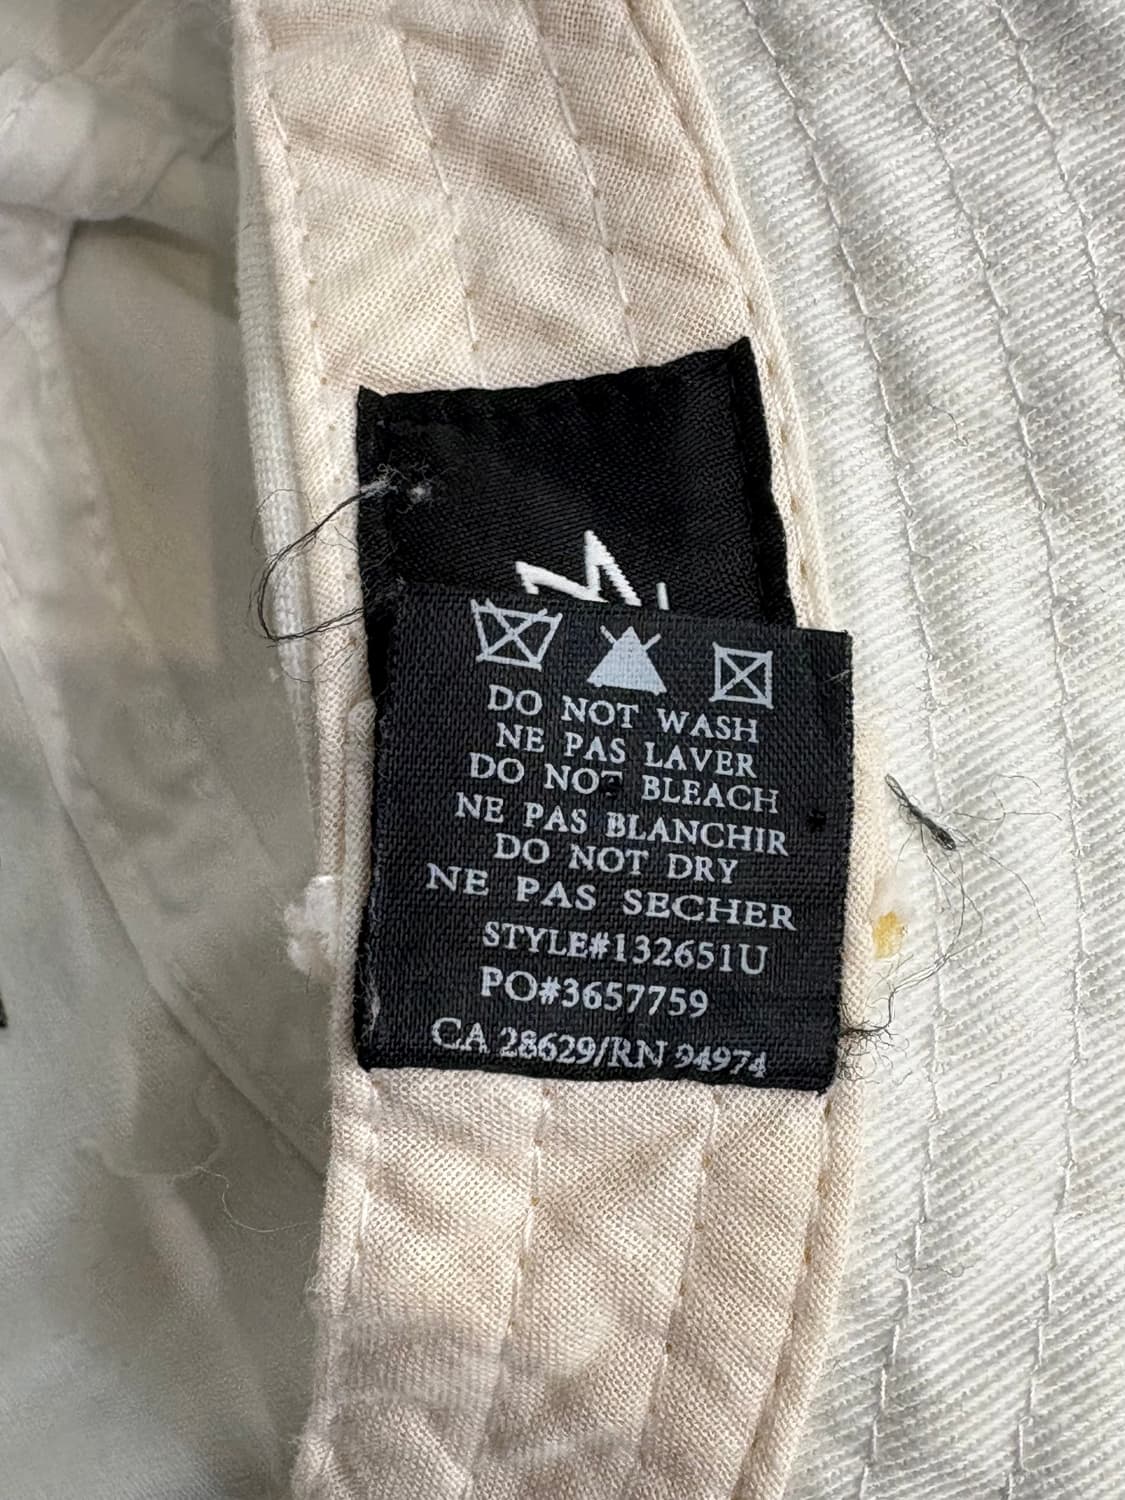 DO NOT WASH
NE PAS LAVER
DO NOT BLEACH
NE PAS BLANCHIR
DO NOT DRY
NE PAS SECHER
STYLE#132651U
PO#3657759
CA 28629/RN 94974